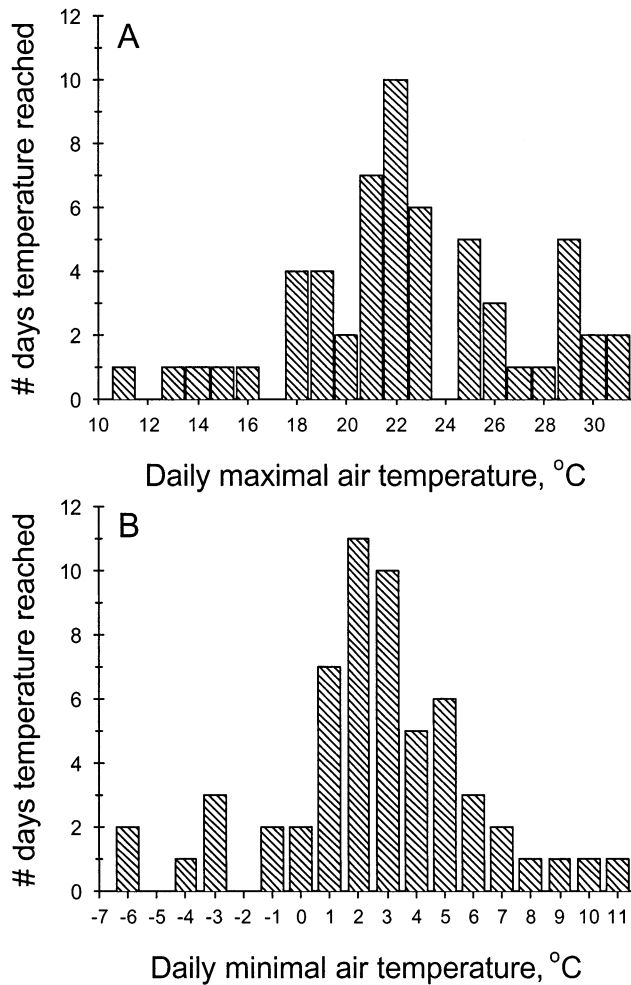 12
10
8
6
4
2
0
# days temperature reached
A
10 12 14 16 18 20 22 24 26 28 30
Daily maximal air temperature, °C
12
10
8
6
4
2
0
# days temperature reached
B
-7 -6 -5 -4 -3 -2 -1 0 1 2 3 4 5 6 7 8 9 10 11
Daily minimal air temperature, °C